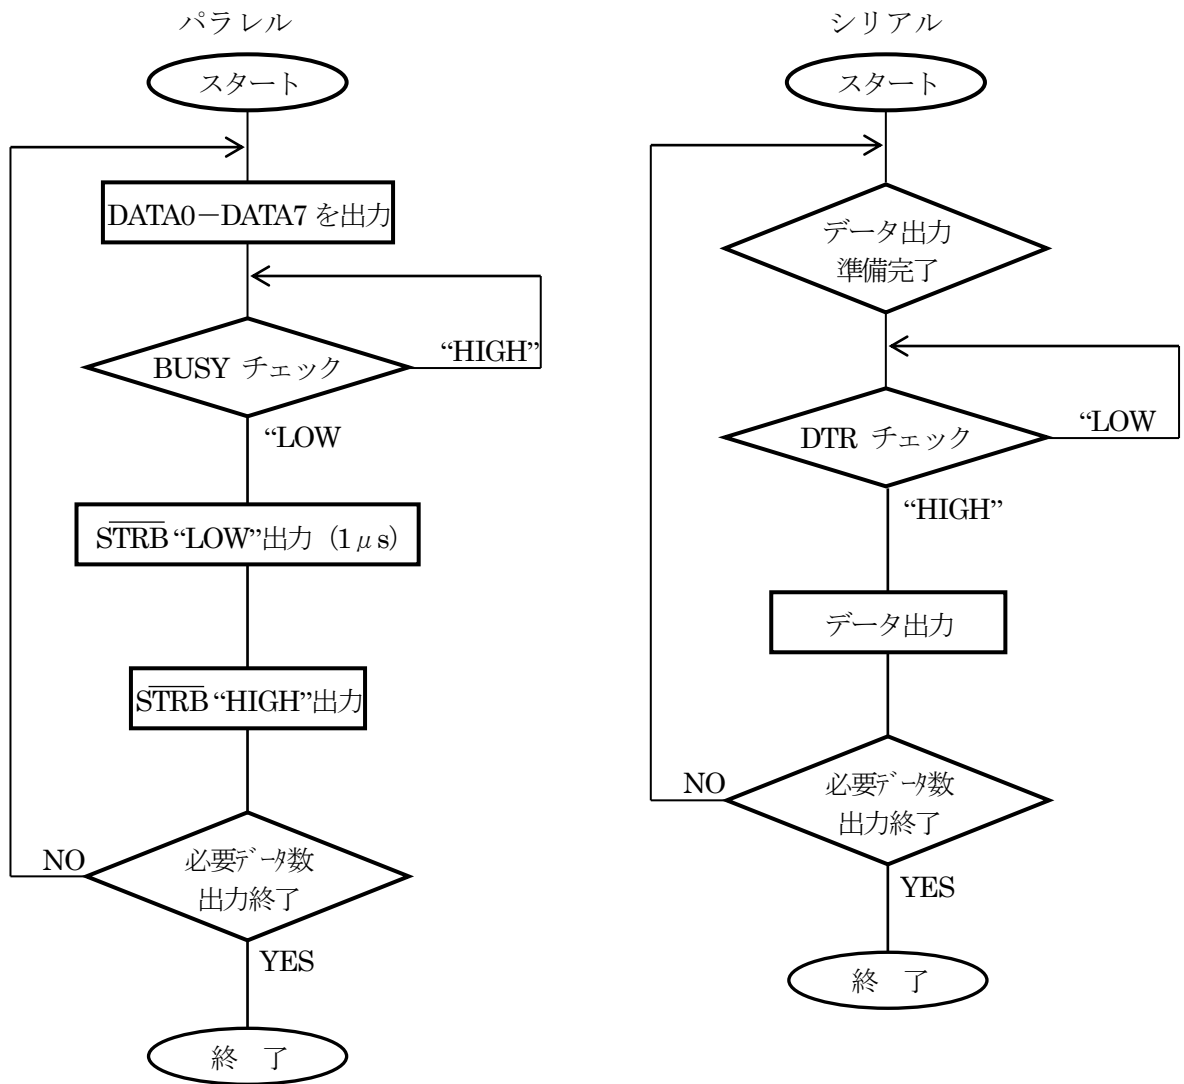 パラレル
スタート
DATA0－DATA7 を出力
BUSY チェック
“HIGH”
“LOW
S̅T̅R̅B̅ “LOW”出力（1μs）
S̅T̅R̅B̅ “HIGH”出力
必要データ数
出力終了
NO
YES
終　了
シリアル
スタート
データ出力
準備完了
DTR チェック
“LOW
“HIGH”
データ出力
必要データ数
出力終了
NO
YES
終　了